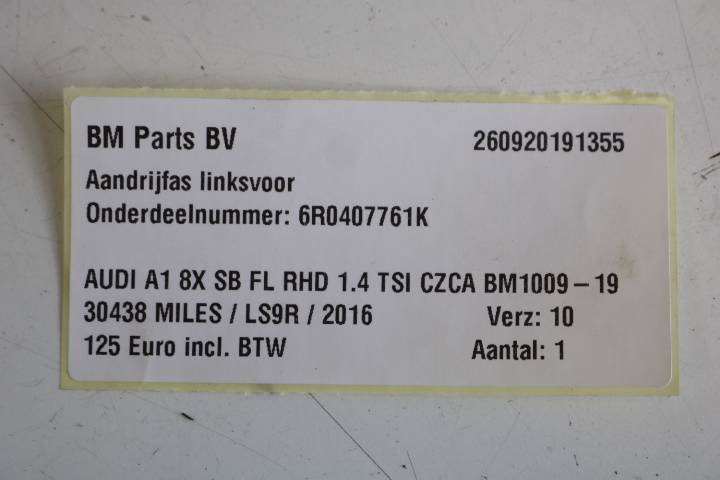 BM Parts BV 260920191355
Aandrijfas linksvoor
Onderdeelnummer: 6R0407761K
AUDI A1 8X SB FL RHD 1.4 TSI CZCA BM1009-19
30438 MILES / LS9R / 2016 Verz: 10
125 Euro incl. BTW Aantal: 1